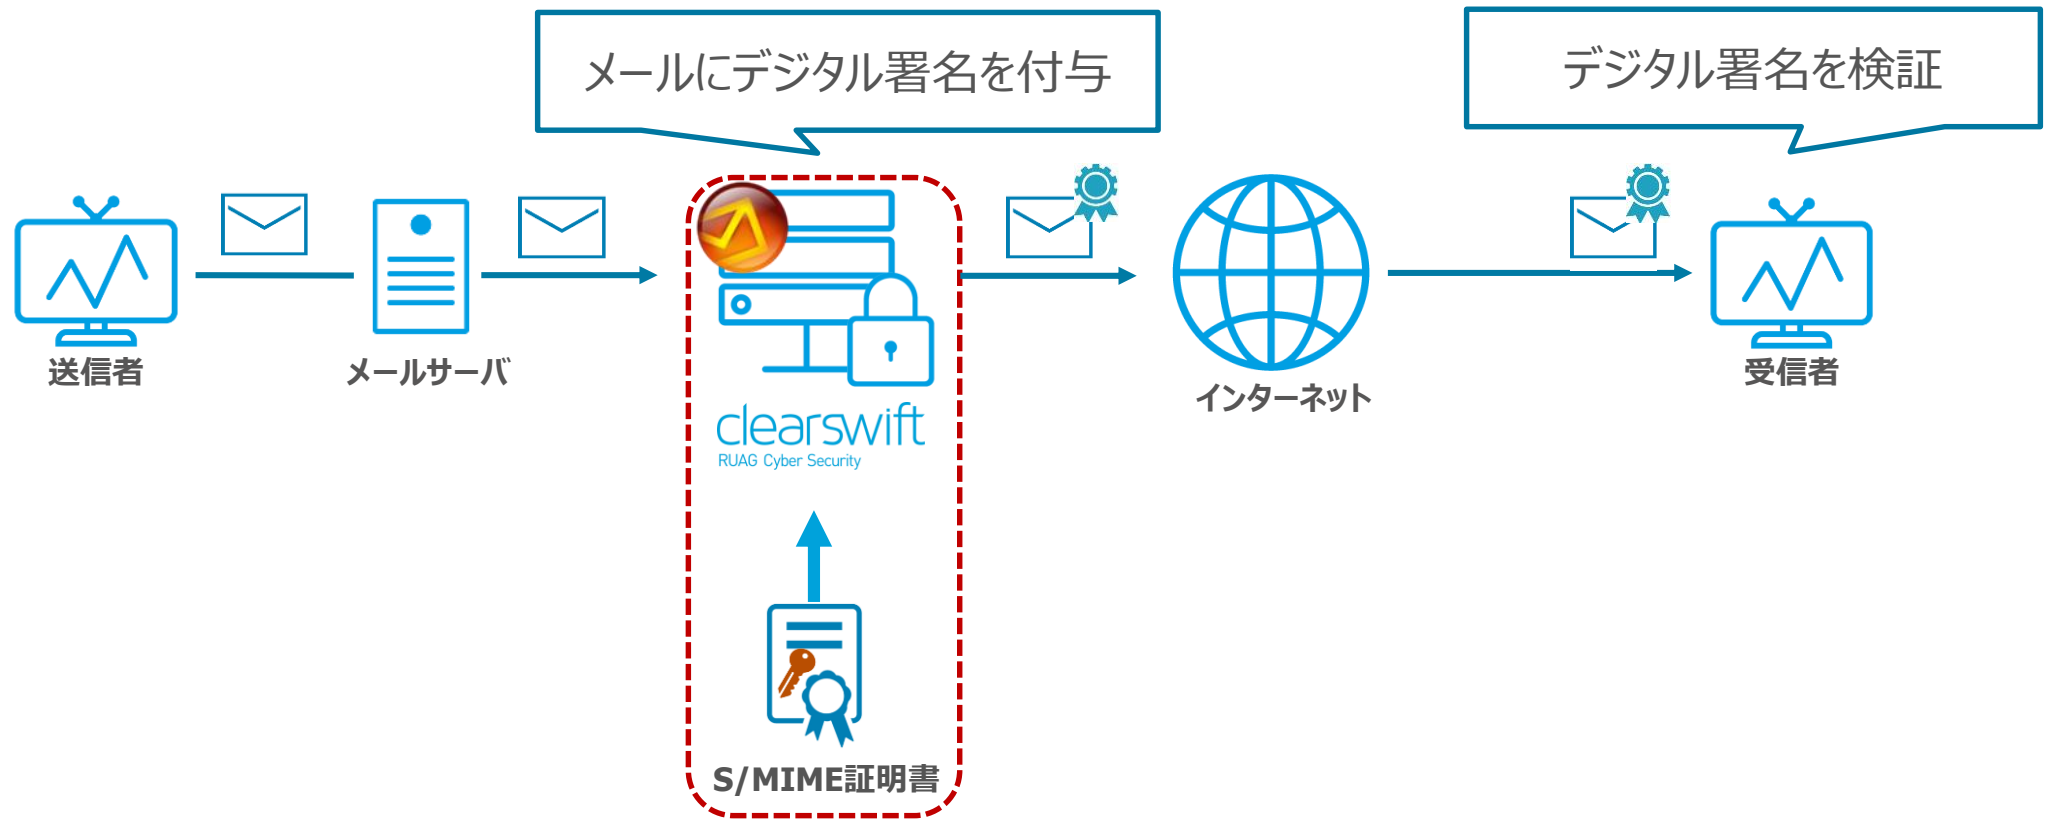 メールにデジタル署名を付与
デジタル署名を検証
送信者
メールサーバ
インターネット
受信者
clearswift
RUAG Cyber Security
S/MIME証明書